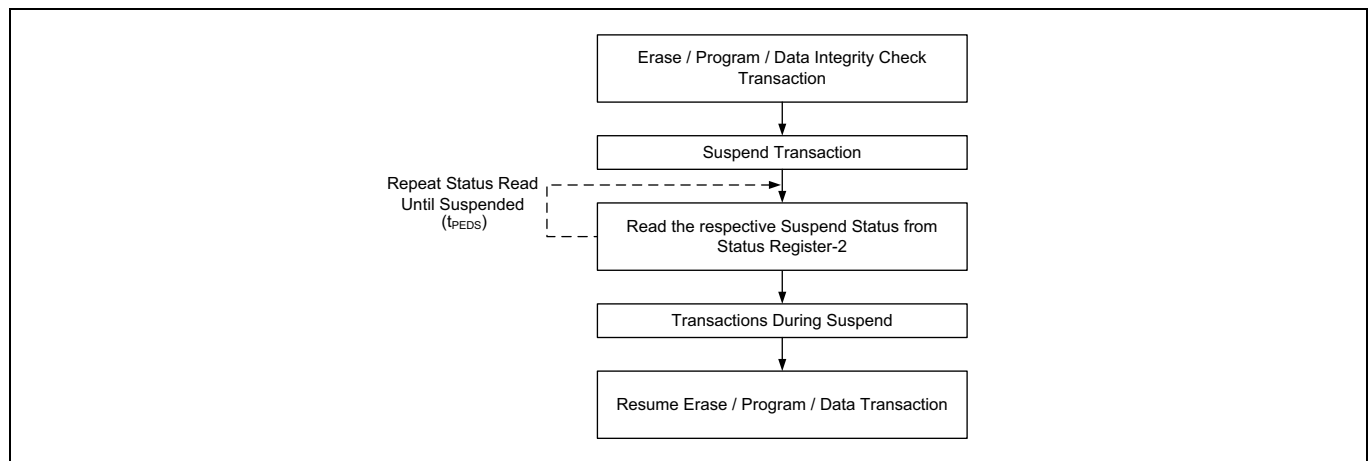 Erase / Program / Data Integrity Check
Transaction
Suspend Transaction
Repeat Status Read
Until Suspended
(tPEDS)
Read the respective Suspend Status from
Status Register-2
Transactions During Suspend
Resume Erase / Program / Data Transaction